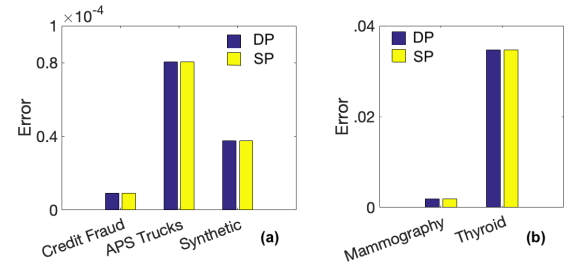 ×10⁻⁴
1
0.8
0.4
0
Error
DP
SP
Credit Fraud
APS Trucks
Synthetic
(a)
.04
.02
0
Error
DP
SP
Mammography
Thyroid
(b)